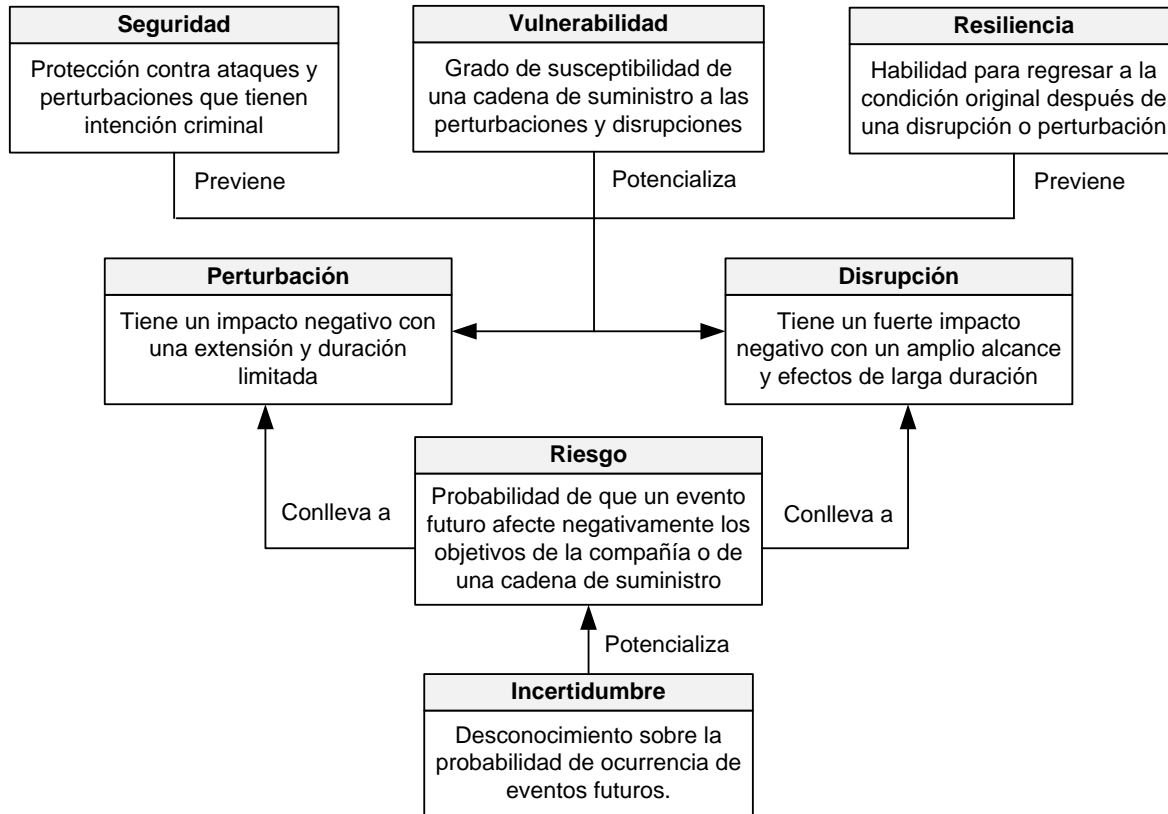 Seguridad
Protección contra ataques y
perturbaciones que tienen
intención criminal
Vulnerabilidad
Grado de susceptibilidad de
una cadena de suministro a las
perturbaciones y disrupciones
Resiliencia
Habilidad para regresar a la
condición original después de
una disrupción o perturbación
Previene
Potencializa
Previene
Perturbación
Tiene un impacto negativo con
una extensión y duración
limitada
Disrupción
Tiene un fuerte impacto
negativo con un amplio alcance
y efectos de larga duración
Conlleva a
Riesgo
Probabilidad de que un evento
futuro afecte negativamente los
objetivos de la compañía o de
una cadena de suministro
Conlleva a
Potencializa
Incertidumbre
Desconocimiento sobre la
probabilidad de ocurrencia de
eventos futuros.